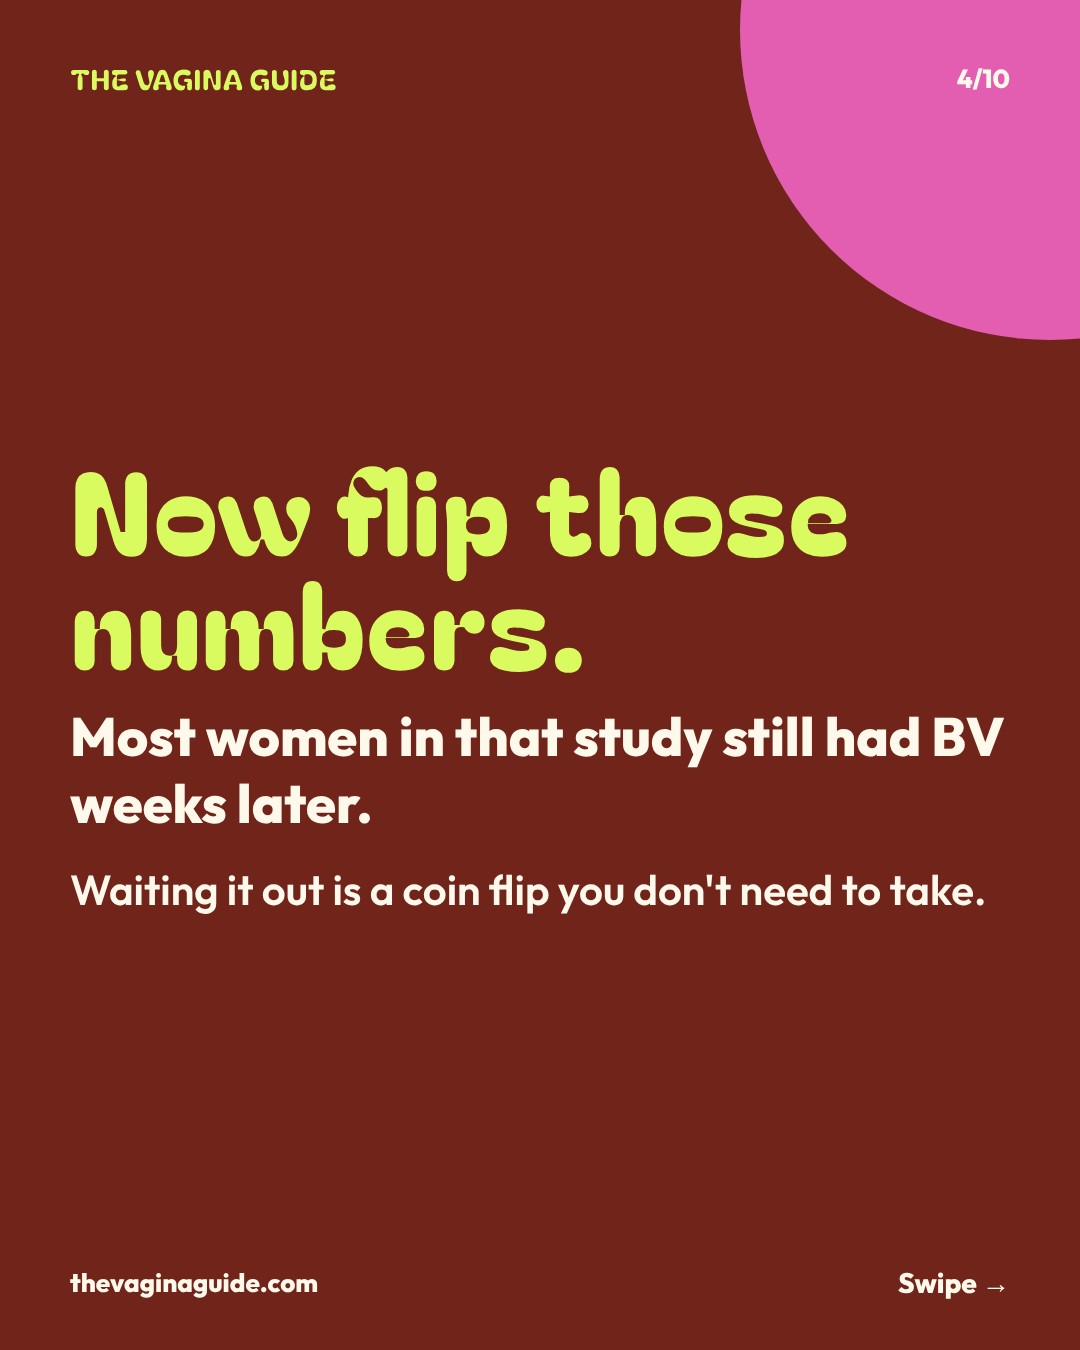 THE VAGINA GUIDE
4/10
Now flip those
numbers.
Most women in that study still had BV
weeks later.
Waiting it out is a coin flip you don't need to take.
thevaginaguide.com
Swipe →